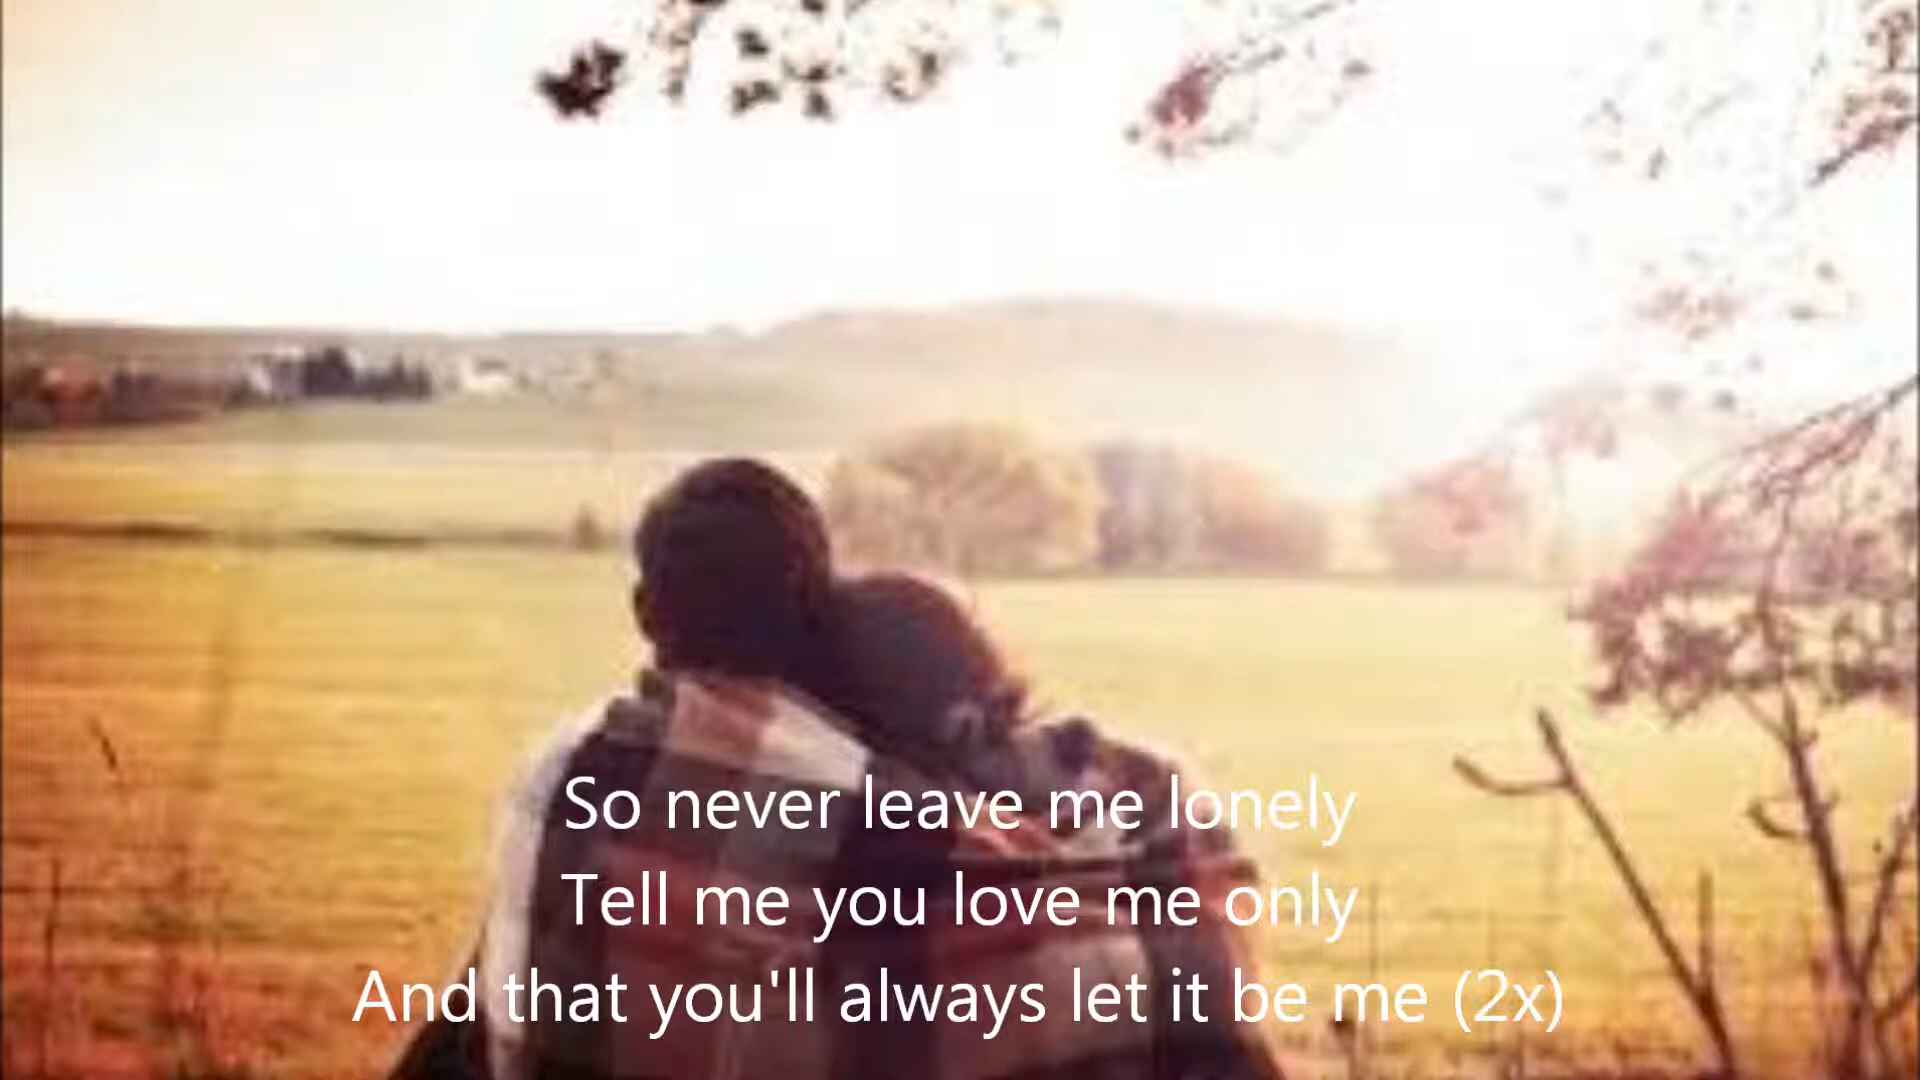 So never leave me lonely
Tell me you love me only
And that you'll always let it be me (2x)